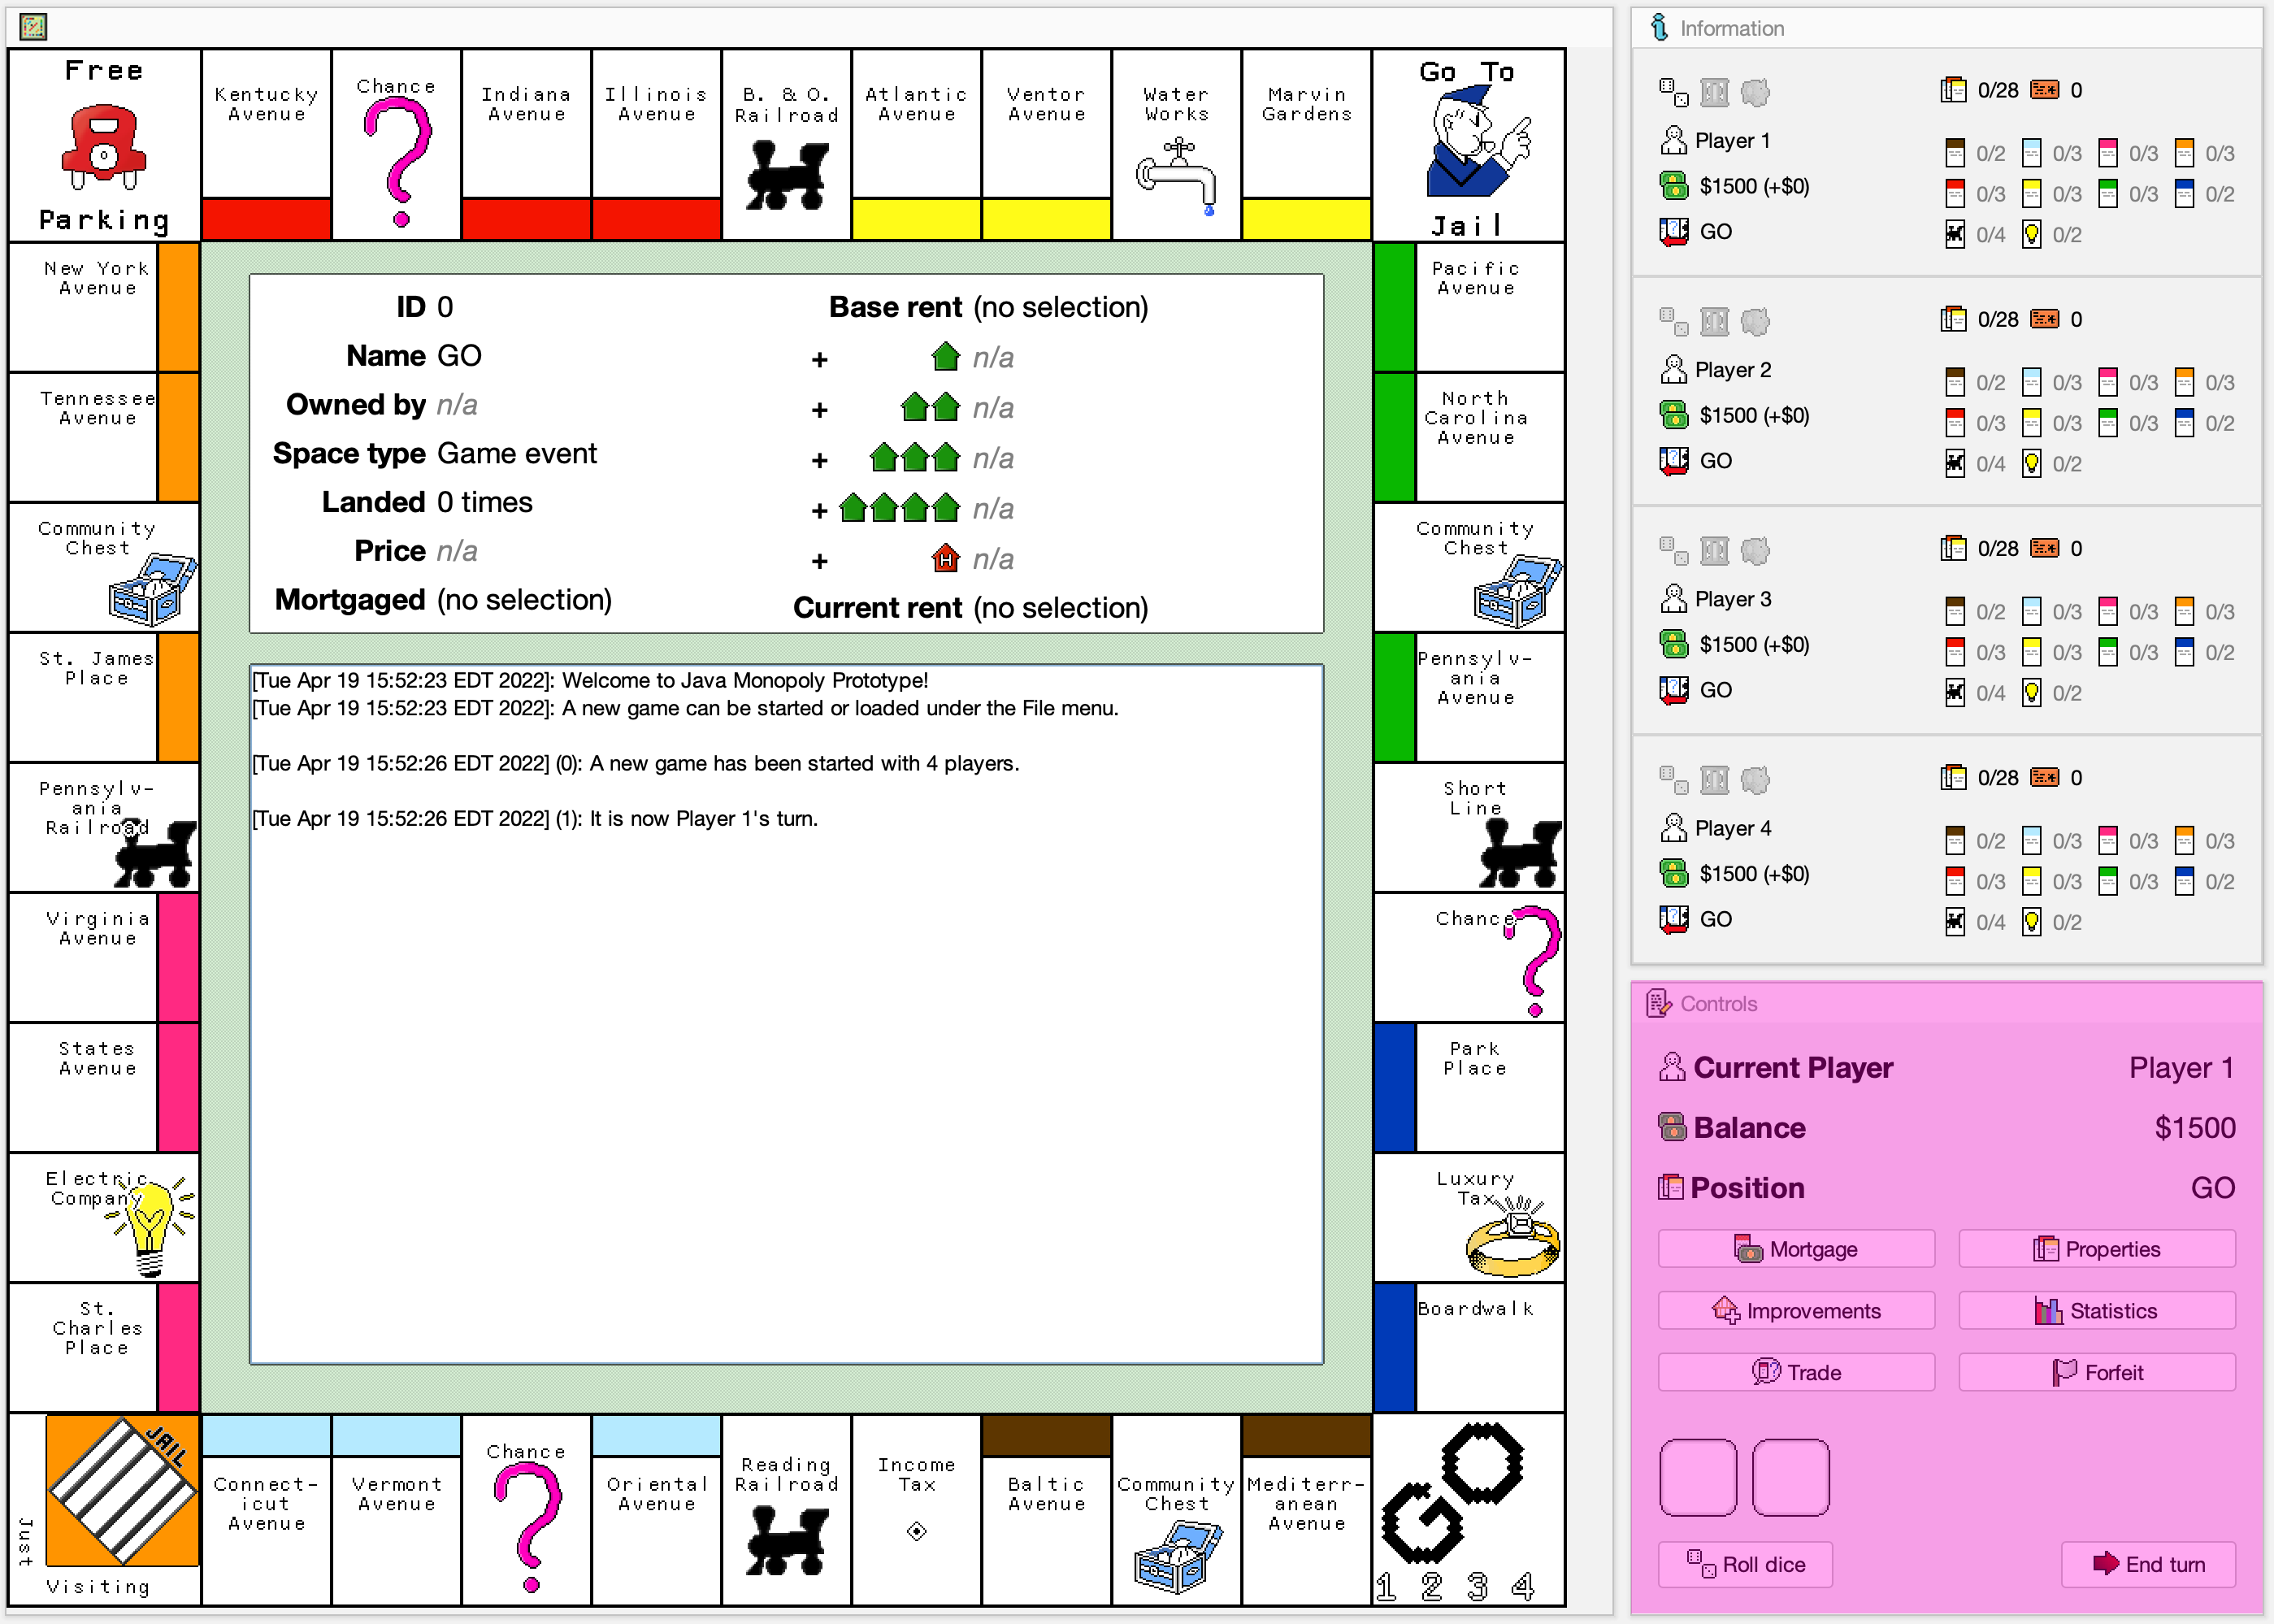 Free
Parking
Kentucky
Avenue
Chance
Indiana
Avenue
Illinois
Avenue
B. & O.
Railroad
Atlantic
Avenue
Ventor
Avenue
Water
Works
Marvin
Gardens
Go To
Jail
New York
Avenue
Tennessee
Avenue
Community
Chest
St. James
Place
Pennsylv-
ania
Railroad
Virginia
Avenue
States
Avenue
Electric
Company
St.
Charles
Place
ID 0
Name GO
Owned by n/a
Space type Game event
Landed 0 times
Price n/a
Mortgaged (no selection)
Base rent (no selection)
+ n/a
+ n/a
+ n/a
+ n/a
+ H n/a
Current rent (no selection)
[Tue Apr 19 15:52:23 EDT 2022]: Welcome to Java Monopoly Prototype!
[Tue Apr 19 15:52:23 EDT 2022]: A new game can be started or loaded under the File menu.
[Tue Apr 19 15:52:26 EDT 2022] (0): A new game has been started with 4 players.
[Tue Apr 19 15:52:26 EDT 2022] (1): It is now Player 1's turn.
Pacific
Avenue
North
Carolina
Avenue
Community
Chest
Pennsylv-
ania
Avenue
Short
Line
Chance
Park
Place
Luxury
Tax
Boardwalk
JAIL
Just
Visiting
Connect-
icut
Avenue
Vermont
Avenue
Chance
Oriental
Avenue
Reading
Railroad
Income
Tax
Baltic
Avenue
Community
Chest
Mediterr-
anean
Avenue
GO
1 2 3 4
Information
0/28 0
Player 1
$1500 (+$0)
GO
0/2 0/3 0/3 0/3
0/3 0/3 0/3 0/2
0/4 0/2
0/28 0
Player 2
$1500 (+$0)
GO
0/2 0/3 0/3 0/3
0/3 0/3 0/3 0/2
0/4 0/2
0/28 0
Player 3
$1500 (+$0)
GO
0/2 0/3 0/3 0/3
0/3 0/3 0/3 0/2
0/4 0/2
0/28 0
Player 4
$1500 (+$0)
GO
0/2 0/3 0/3 0/3
0/3 0/3 0/3 0/2
0/4 0/2
Controls
Current Player Player 1
Balance $1500
Position GO
Mortgage Properties
Improvements Statistics
Trade Forfeit
Roll dice End turn